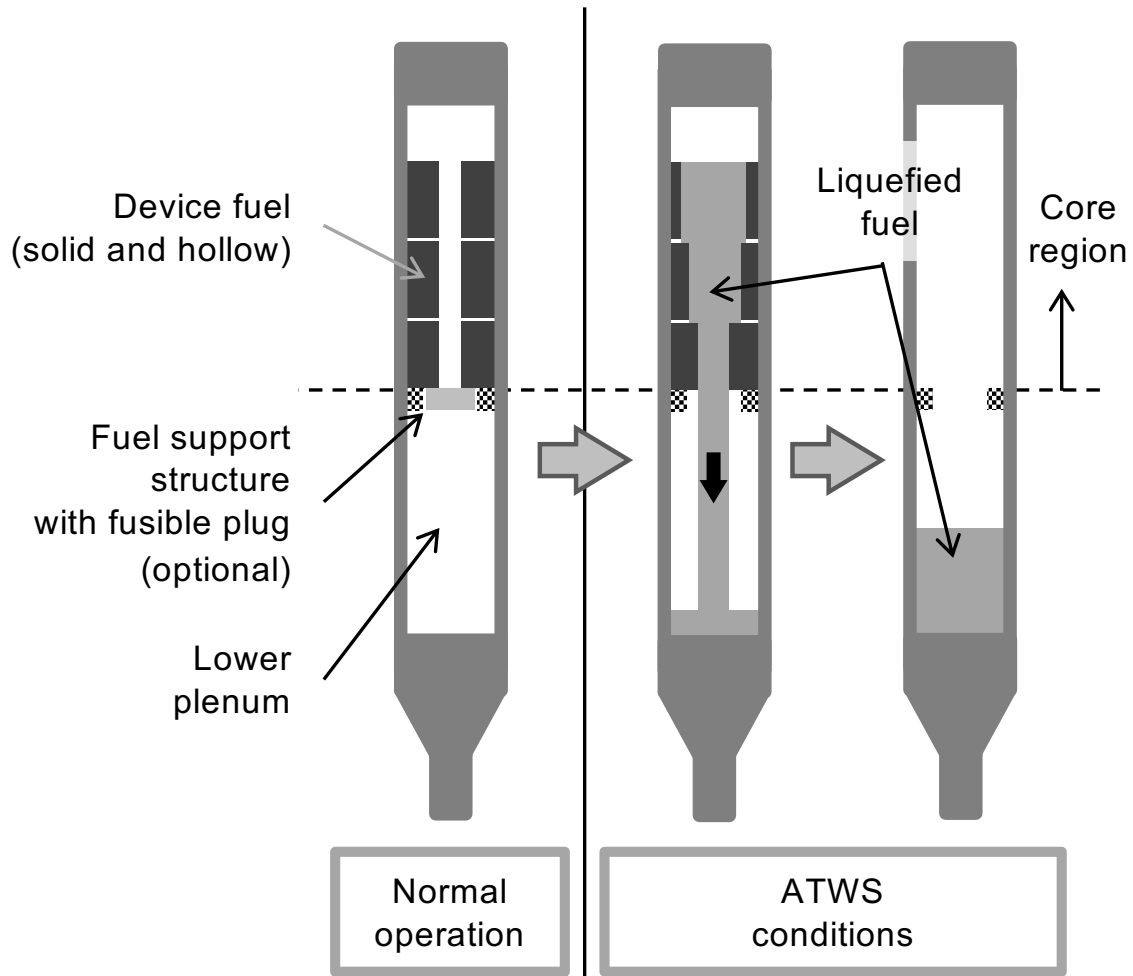 Device fuel
(solid and hollow)
Fuel support
structure
with fusible plug
(optional)
Lower
plenum
Liquefied
fuel
Core
region
Normal
operation
ATWS
conditions